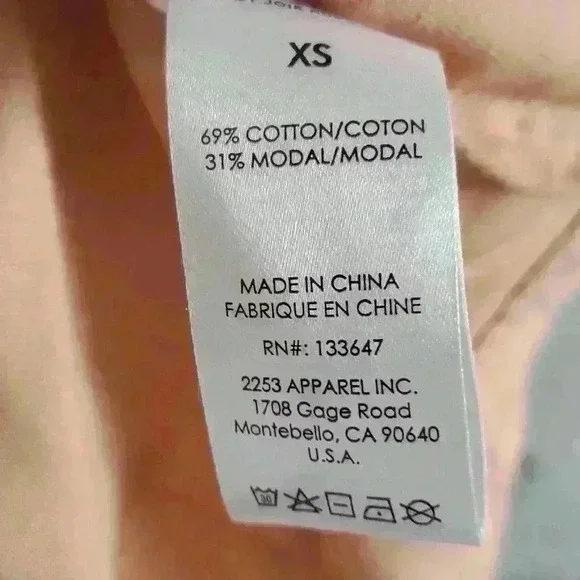 XS
69% COTTON/COTON
31% MODAL/MODAL
MADE IN CHINA
FABRIQUE EN CHINE
RN#: 133647
2253 APPAREL INC.
1708 Gage Road
Montebello, CA 90640
U.S.A.
30